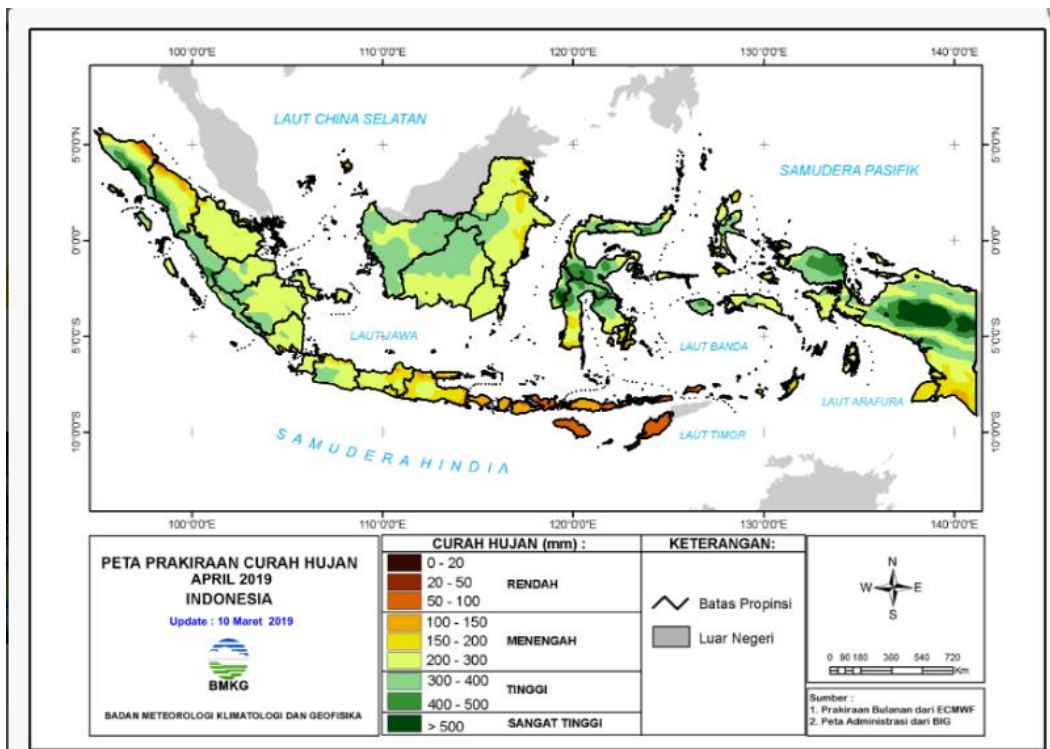 100°0'0"E 110°0'0"E 120°0'0"E 130°0'0"E 140°0'0"E
5°0'0"N
5°0'0"N
LAUT CHINA SELATAN
SAMUDERA PASIFIK
0°0'0"
0°0'0"
5°0'0"S
5°0'0"S
LAUT JAWA
LAUT BANDA
LAUT ARAFURA
10°0'0"S
10°0'0"S
LAUT TIMOR
SAMUDERA HINDIA
100°0'0"E 110°0'0"E 120°0'0"E 130°0'0"E 140°0'0"E
PETA PRAKIRAAN CURAH HUJAN
APRIL 2019
INDONESIA
Update : 10 Maret 2019
BMKG
BADAN METEOROLOGI KLIMATOLOGI DAN GEOFISIKA
CURAH HUJAN (mm) :
0 - 20
20 - 50
50 - 100
RENDAH
100 - 150
150 - 200
200 - 300
MENENGAH
300 - 400
400 - 500
TINGGI
> 500
SANGAT TINGGI
KETERANGAN:
Batas Propinsi
Luar Negeri
N
W E
S
0 90 180 360 540 720
Km
Sumber :
1. Prakiraan Bulanan dari ECMWF
2. Peta Administrasi dari BIG